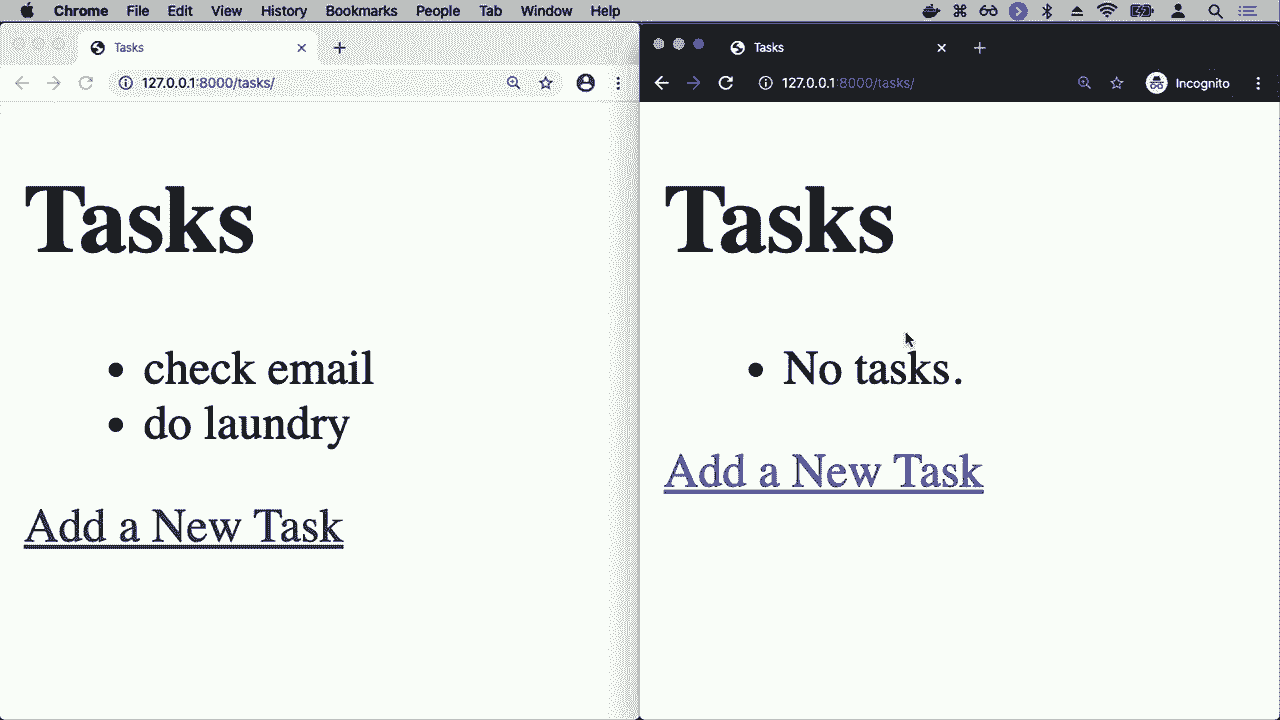 Chrome File Edit View History Bookmarks People Tab Window Help
Tasks
127.0.0.1:8000/tasks/
Tasks
check email
do laundry
Add a New Task
Tasks
127.0.0.1:8000/tasks/
Incognito
Tasks
No tasks.
Add a New Task